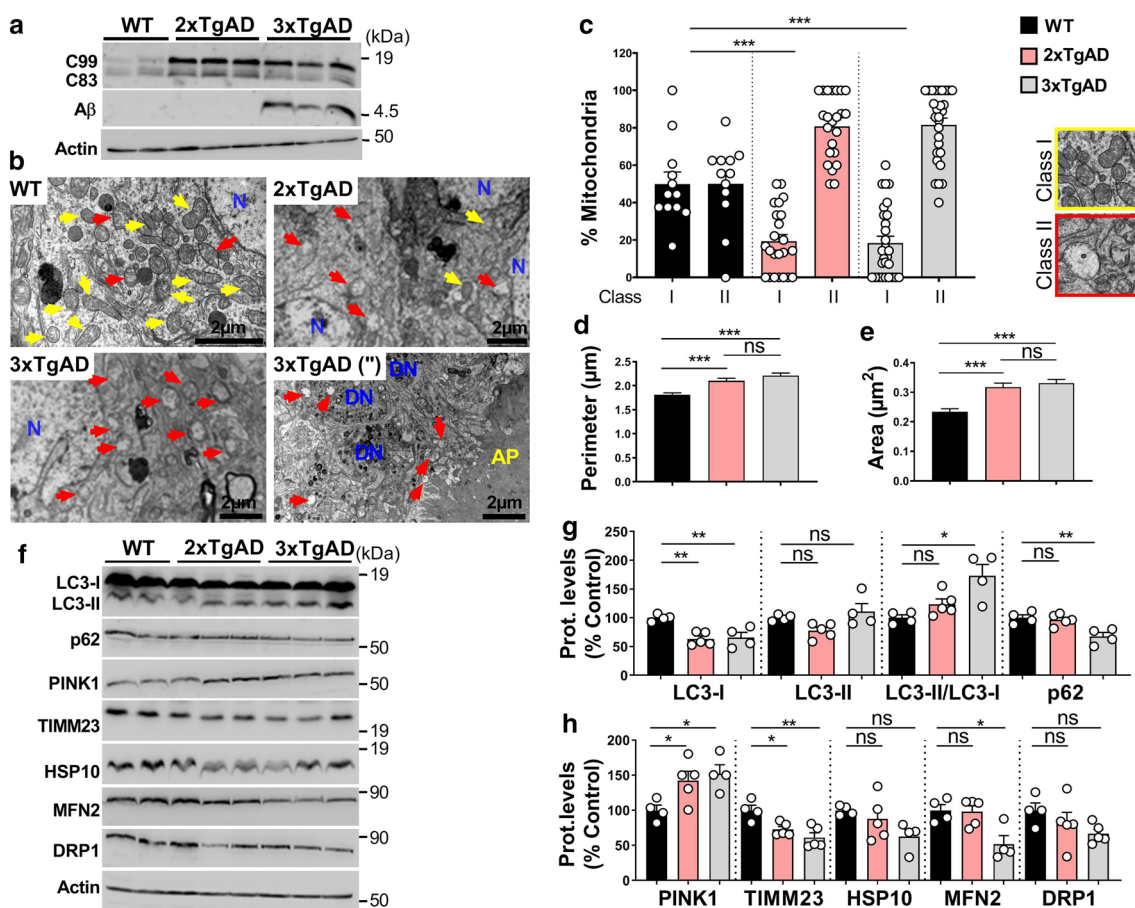 a
WT 2xTgAD 3xTgAD (kDa)
C99
C83
19
Aβ
4.5
Actin
50
b
WT
N
2µm
2xTgAD
N
N
2µm
3xTgAD
N
2µm
3xTgAD (")
DN
DN
DN
AP
2µm
c
***
***
% Mitochondria
120
100
80
60
40
20
0
Class I II I II I II
WT
2xTgAD
3xTgAD
Class I
Class II
d
***
*** ns
Perimeter (µm)
2.5
2.0
1.5
1.0
0.5
0.0
e
***
*** ns
Area (µm²)
0.4
0.3
0.2
0.1
0.0
f
WT 2xTgAD 3xTgAD (kDa)
LC3-I
LC3-II
19
p62
50
PINK1
50
TIMM23
19
19
HSP10
MFN2
90
DRP1
90
Actin
50
g
Prot. levels
(% Control)
250
200
150
100
50
0
** ns * **
** ns ns ns
LC3-I LC3-II LC3-II/LC3-I p62
h
Prot.levels
(% Control)
200
150
100
50
0
* ** ns * ns
* * ns ns ns
PINK1 TIMM23 HSP10 MFN2 DRP1